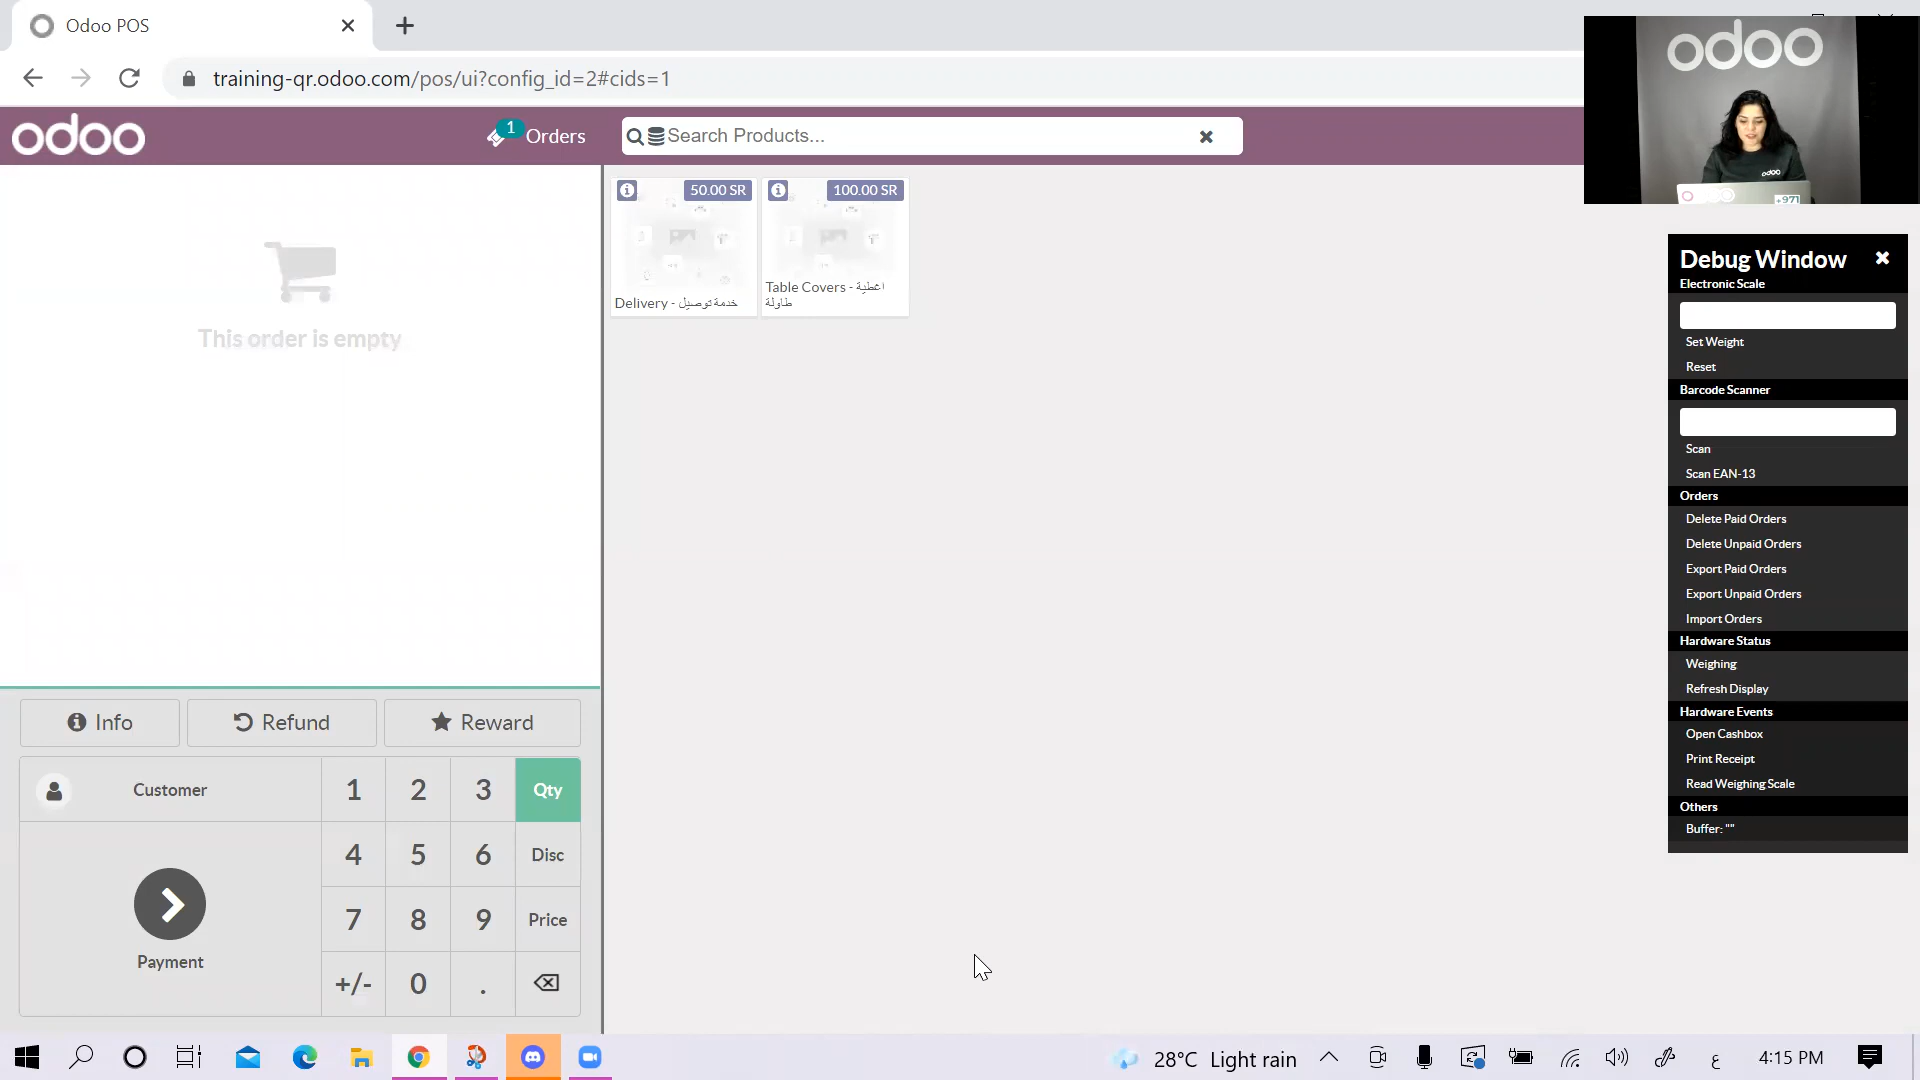 Odoo POS
training-qr.odoo.com/pos/ui?config_id=2#cids=1
odoo
1
Orders
Search Products...
odoo
odoo
+971
50.00 SR
Delivery - خدمة توصيل
100.00 SR
Table Covers - اغطية
طاولة
This order is empty
Info
Refund
Reward
Customer
1
2
3
Qty
4
5
6
Disc
7
8
9
Price
Payment
+/-
0
.
Debug Window
Electronic Scale
Set Weight
Reset
Barcode Scanner
Scan
Scan EAN-13
Orders
Delete Paid Orders
Delete Unpaid Orders
Export Paid Orders
Export Unpaid Orders
Import Orders
Hardware Status
Weighing
Refresh Display
Hardware Events
Open Cashbox
Print Receipt
Read Weighing Scale
Others
Buffer: ""
28°C Light rain
ع
4:15 PM